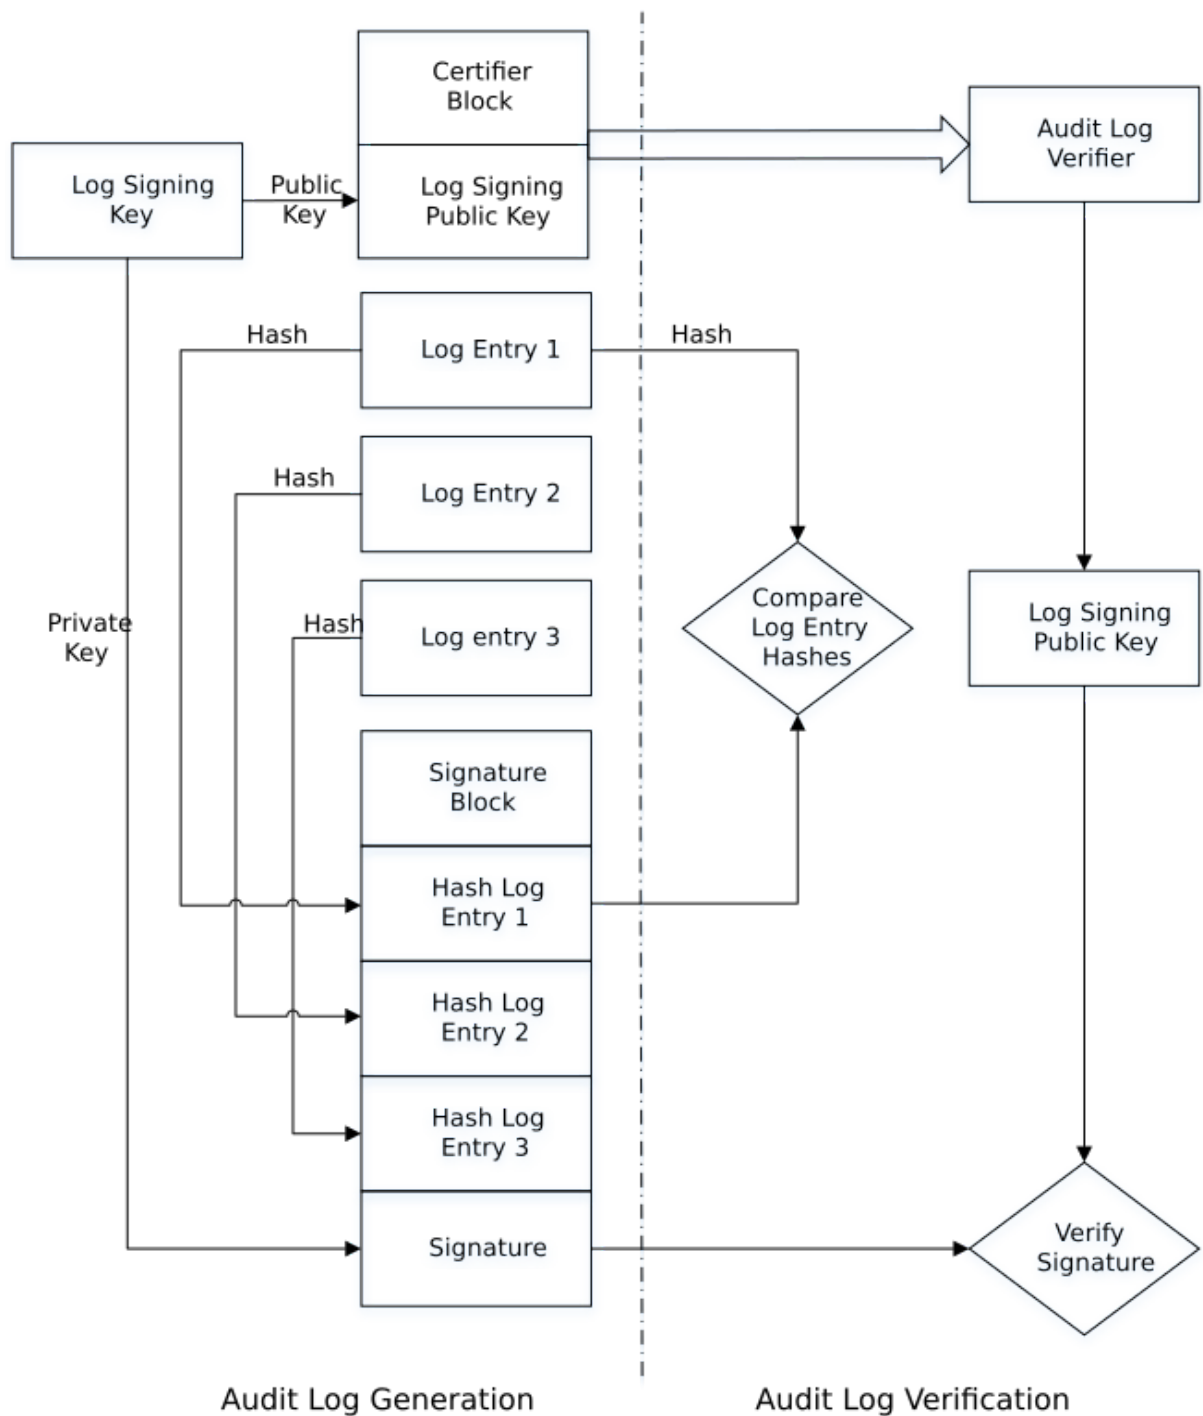 Certifier
Block
Audit Log
Verifier
Log Signing
Key
Public
Key
Log Signing
Public Key
Hash
Log Entry 1
Hash
Hash
Log Entry 2
Private
Key
Hash
Log entry 3
Compare
Log Entry
Hashes
Log Signing
Public Key
Signature
Block
Hash Log
Entry 1
Hash Log
Entry 2
Hash Log
Entry 3
Signature
Verify
Signature
Audit Log Generation
Audit Log Verification